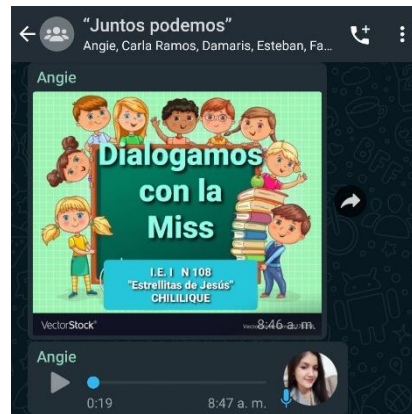 “Juntos podemos”
Angie, Carla Ramos, Damaris, Esteban, Fa...
Angie
Dialogamos
con la
Miss
I.E. I N 108
"Estrellitas de Jesús"
CHILILIQUE
VectorStock®
8:46 a. m.
Angie
0:19
8:47 a. m.